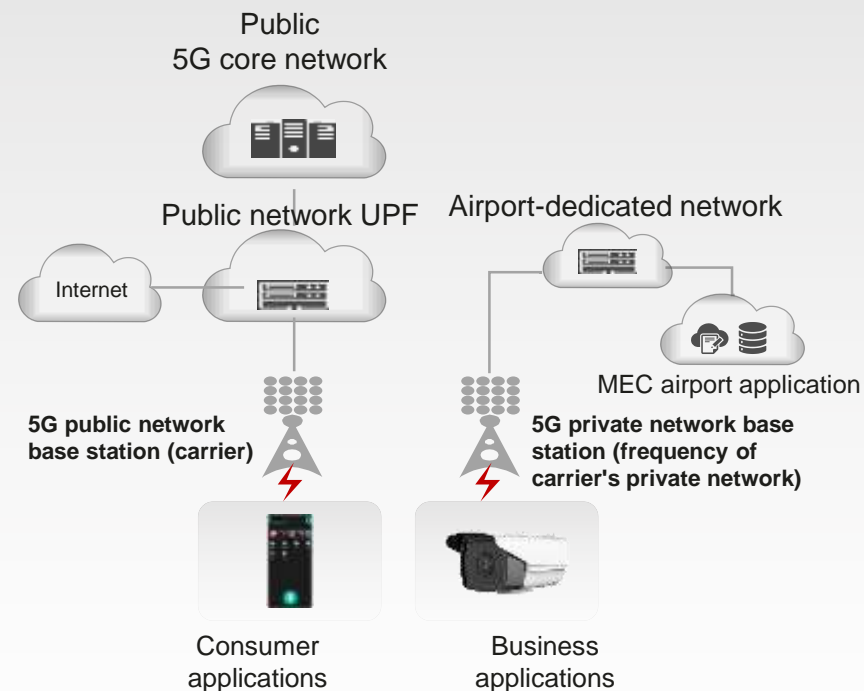 Public
5G core network
Public network UPF
Airport-dedicated network
Internet
MEC airport application
5G public network
base station (carrier)
5G private network base
station (frequency of
carrier's private network)
Consumer
applications
Business
applications